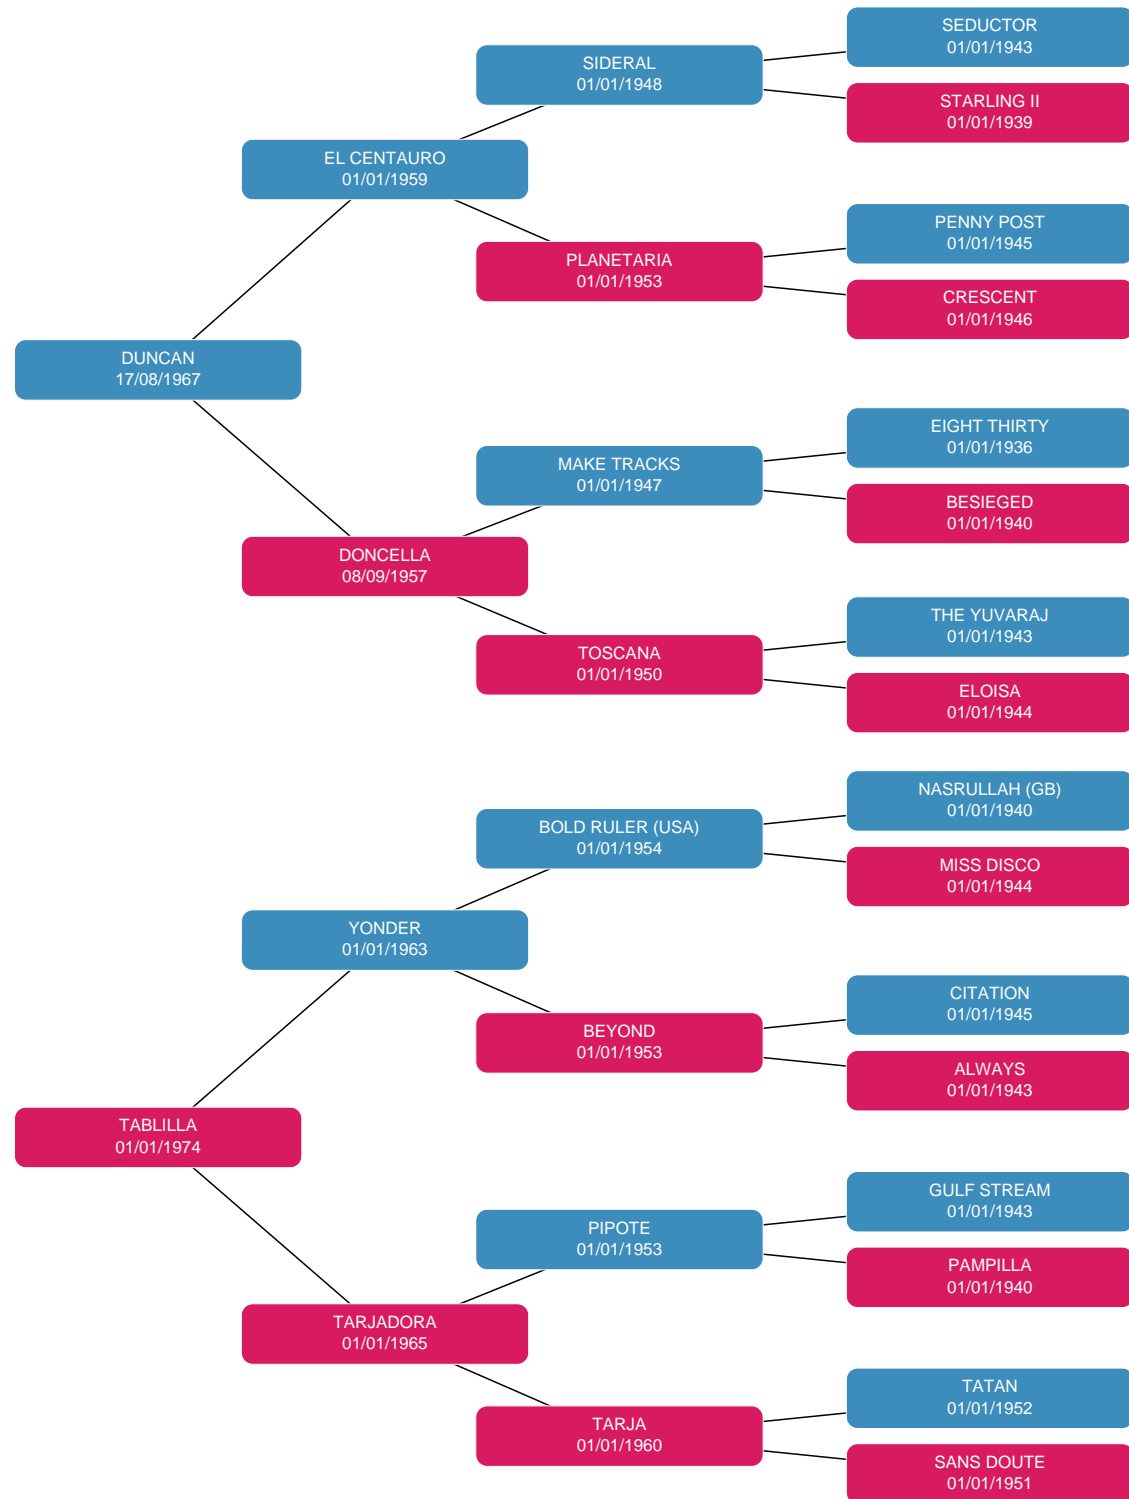 SEDUCTOR
01/01/1943
SIDERAL
01/01/1948
STARLING II
01/01/1939
EL CENTAURO
01/01/1959
PENNY POST
01/01/1945
PLANETARIA
01/01/1953
CRESCENT
01/01/1946
DUNCAN
17/08/1967
EIGHT THIRTY
01/01/1936
MAKE TRACKS
01/01/1947
BESIEGED
01/01/1940
DONCELLA
08/09/1957
THE YUVARAJ
01/01/1943
TOSCANA
01/01/1950
ELOISA
01/01/1944
NASRULLAH (GB)
01/01/1940
BOLD RULER (USA)
01/01/1954
MISS DISCO
01/01/1944
YONDER
01/01/1963
CITATION
01/01/1945
BEYOND
01/01/1953
ALWAYS
01/01/1943
TABLILLA
01/01/1974
GULF STREAM
01/01/1943
PIPOTE
01/01/1953
PAMPILLA
01/01/1940
TARJADORA
01/01/1965
TATAN
01/01/1952
TARJA
01/01/1960
SANS DOUTE
01/01/1951